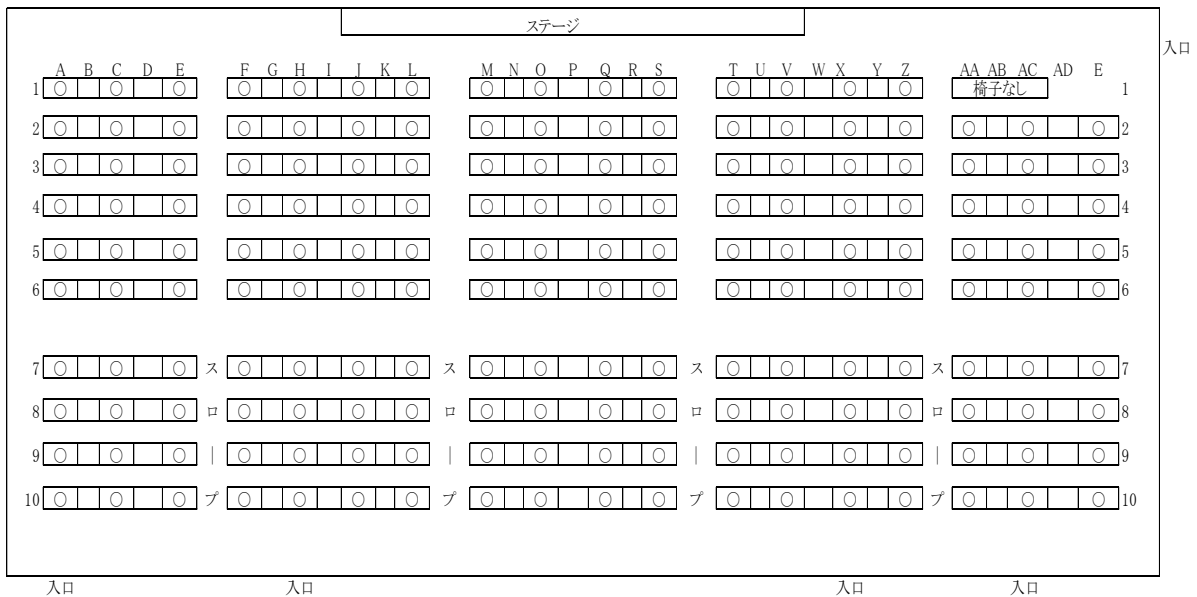 ステージ
入口
A B C D E F G H I J K L M N O P Q R S T U V W X Y Z AA AB AC AD E
1 ○ ○ ○ ○ ○ ○ ○ ○ ○ ○ ○ ○ ○ ○ ○ 椅子なし 1
2 ○ ○ ○ ○ ○ ○ ○ ○ ○ ○ ○ ○ ○ ○ ○ ○ ○ ○ 2
3 ○ ○ ○ ○ ○ ○ ○ ○ ○ ○ ○ ○ ○ ○ ○ ○ ○ ○ 3
4 ○ ○ ○ ○ ○ ○ ○ ○ ○ ○ ○ ○ ○ ○ ○ ○ ○ ○ 4
5 ○ ○ ○ ○ ○ ○ ○ ○ ○ ○ ○ ○ ○ ○ ○ ○ ○ ○ 5
6 ○ ○ ○ ○ ○ ○ ○ ○ ○ ○ ○ ○ ○ ○ ○ ○ ○ ○ 6
7 ○ ○ ○ ス ○ ○ ○ ○ ス ○ ○ ○ ○ ス ○ ○ ○ ○ ス ○ ○ ○ 7
8 ○ ○ ○ ロ ○ ○ ○ ○ ロ ○ ○ ○ ○ ロ ○ ○ ○ ○ ロ ○ ○ ○ 8
9 ○ ○ ○ | ○ ○ ○ ○ | ○ ○ ○ ○ | ○ ○ ○ ○ | ○ ○ ○ 9
10 ○ ○ ○ プ ○ ○ ○ ○ プ ○ ○ ○ ○ プ ○ ○ ○ ○ プ ○ ○ ○ 10
入口 入口 入口 入口